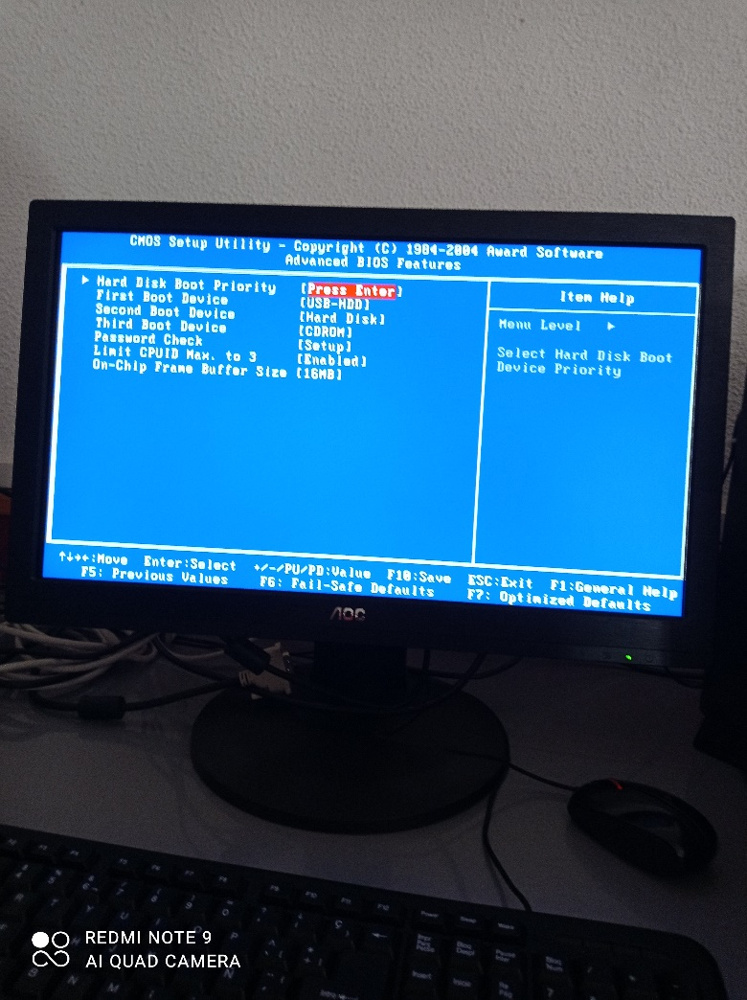 CMOS Setup Utility - Copyright (C) 1984-2004 Award Software
Advanced BIOS Features
Hard Disk Boot Priority [Press Enter]
First Boot Device [USB-HDD]
Second Boot Device [Hard Disk]
Third Boot Device [CDROM]
Password Check [Setup]
Limit CPUID Max. to 3 [Enabled]
On-Chip Frame Buffer Size [16MB]
Item Help
Menu Level ▶
Select Hard Disk Boot
Device Priority
↑↓→←:Move Enter:Select +/-/PU/PD:Value F10:Save ESC:Exit F1:General Help
F5: Previous Values F6: Fail-Safe Defaults F7: Optimized Defaults
AOC
REDMI NOTE 9
AI QUAD CAMERA